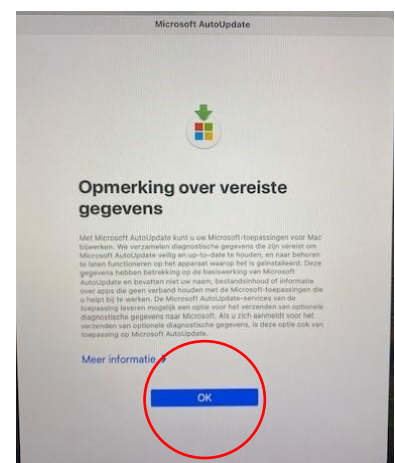 Microsoft AutoUpdate
Opmerking over vereiste
gegevens
Met Microsoft AutoUpdate kunt u uw Microsoft-toepassingen voor Mac
bijwerken. We verzamelen diagnostische gegevens die zijn vereist om
Microsoft AutoUpdate veilig en up-to-date te houden, en naar behoren
te laten functioneren op het apparaat waarop het is geïnstalleerd. Deze
gegevens hebben betrekking op de basiswerking van Microsoft
AutoUpdate en bevatten niet uw naam, bestandsinhoud of informatie
over apps die geen verband houden met de Microsoft-toepassingen die
u helpt bij te werken. De Microsoft AutoUpdate-services van de
toepassing leveren mogelijk een optie voor het verzenden van optionele
diagnostische gegevens naar Microsoft. Als u zich aanmeldt voor het
verzenden van optionele diagnostische gegevens, is deze optie ook van
toepassing op Microsoft AutoUpdate.
Meer informatie
OK